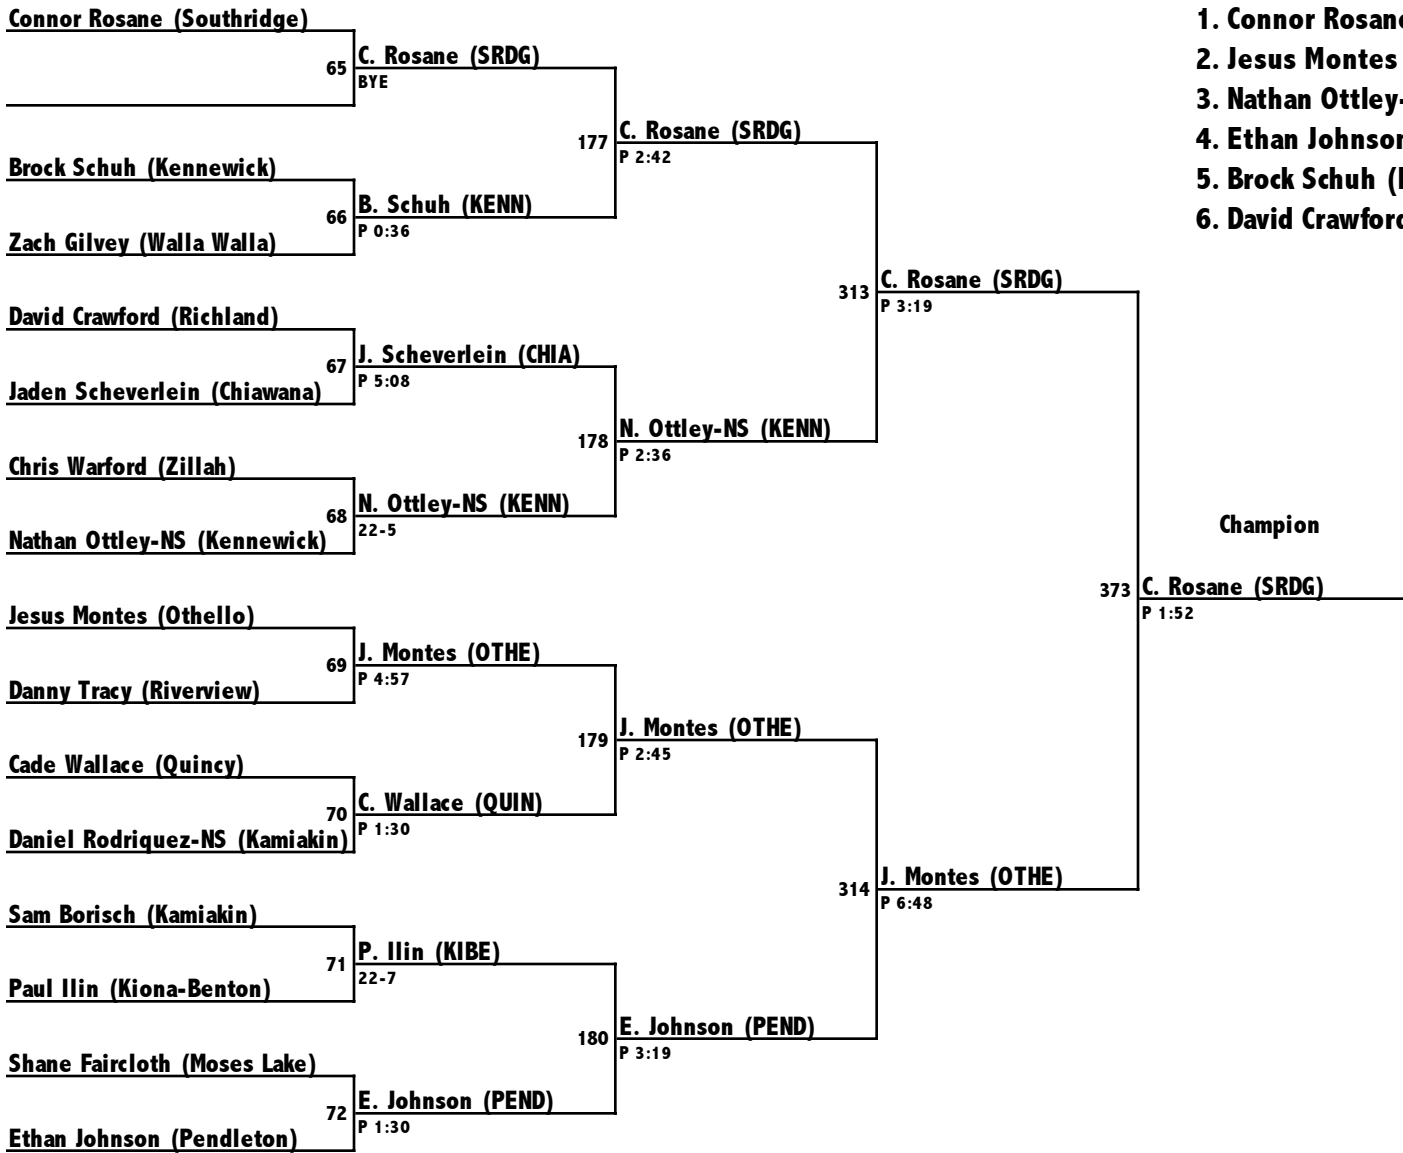 Connor Rosane (Southridge)
65 C. Rosane (SRDG)
BYE
Brock Schuh (Kennewick)
66 B. Schuh (KENN)
P 0:36
Zach Gilvey (Walla Walla)
177 C. Rosane (SRDG)
P 2:42
David Crawford (Richland)
67 J. Scheverlein (CHIA)
P 5:08
Jaden Scheverlein (Chiawana)
Chris Warford (Zillah)
68 N. Ottley-NS (KENN)
22-5
Nathan Ottley-NS (Kennewick)
178 N. Ottley-NS (KENN)
P 2:36
313 C. Rosane (SRDG)
P 3:19
Jesus Montes (Othello)
69 J. Montes (OTHE)
P 4:57
Danny Tracy (Riverview)
Cade Wallace (Quincy)
70 C. Wallace (QUIN)
P 1:30
Daniel Rodriquez-NS (Kamiakin)
179 J. Montes (OTHE)
P 2:45
Sam Borisch (Kamiakin)
71 P. Ilin (KIBE)
22-7
Paul Ilin (Kiona-Benton)
Shane Faircloth (Moses Lake)
72 E. Johnson (PEND)
P 1:30
Ethan Johnson (Pendleton)
180 E. Johnson (PEND)
P 3:19
314 J. Montes (OTHE)
P 6:48
Champion
373 C. Rosane (SRDG)
P 1:52
1. Connor Rosane
2. Jesus Montes
3. Nathan Ottley-
4. Ethan Johnson
5. Brock Schuh (
6. David Crawford